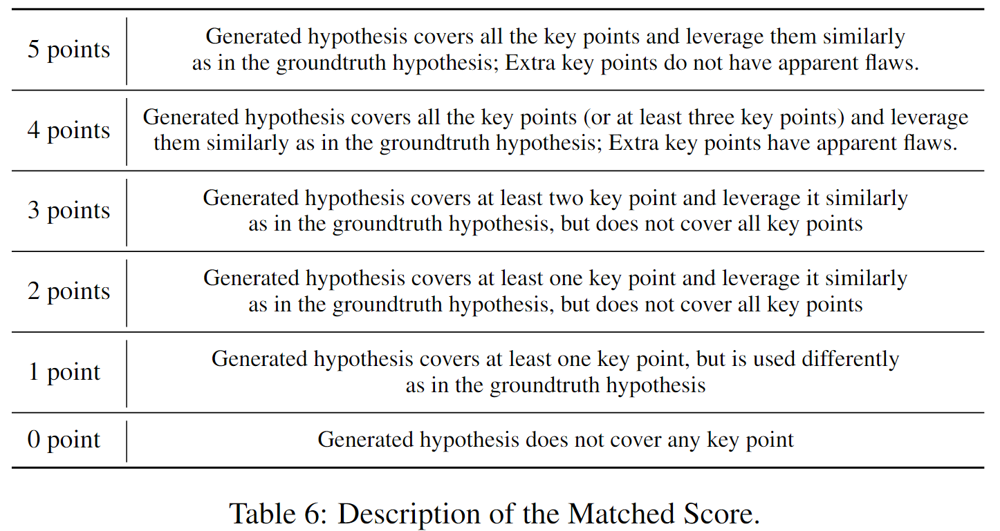 5 points
Generated hypothesis covers all the key points and leverage them similarly
as in the groundtruth hypothesis; Extra key points do not have apparent flaws.
4 points
Generated hypothesis covers all the key points (or at least three key points) and leverage
them similarly as in the groundtruth hypothesis; Extra key points have apparent flaws.
3 points
Generated hypothesis covers at least two key point and leverage it similarly
as in the groundtruth hypothesis, but does not cover all key points
2 points
Generated hypothesis covers at least one key point and leverage it similarly
as in the groundtruth hypothesis, but does not cover all key points
1 point
Generated hypothesis covers at least one key point, but is used differently
as in the groundtruth hypothesis
0 point
Generated hypothesis does not cover any key point
Table 6: Description of the Matched Score.